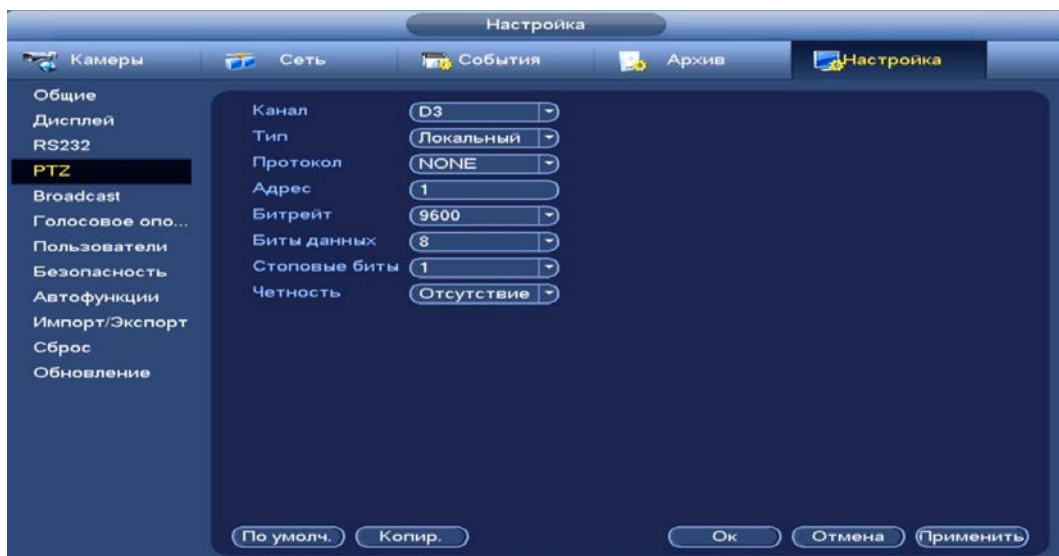 Настройка
Камеры Сеть События Архив Настройка
Общие
Дисплей
RS232
PTZ
Broadcast
Голосовое опо...
Пользователи
Безопасность
Автофункции
Импорт/Экспорт
Сброс
Обновление
Канал D3
Тип Локальный
Протокол NONE
Адрес 1
Битрейт 9600
Биты данных 8
Стоповые биты 1
Четность Отсутствие
По умолч. Копир. Ок Отмена Применить